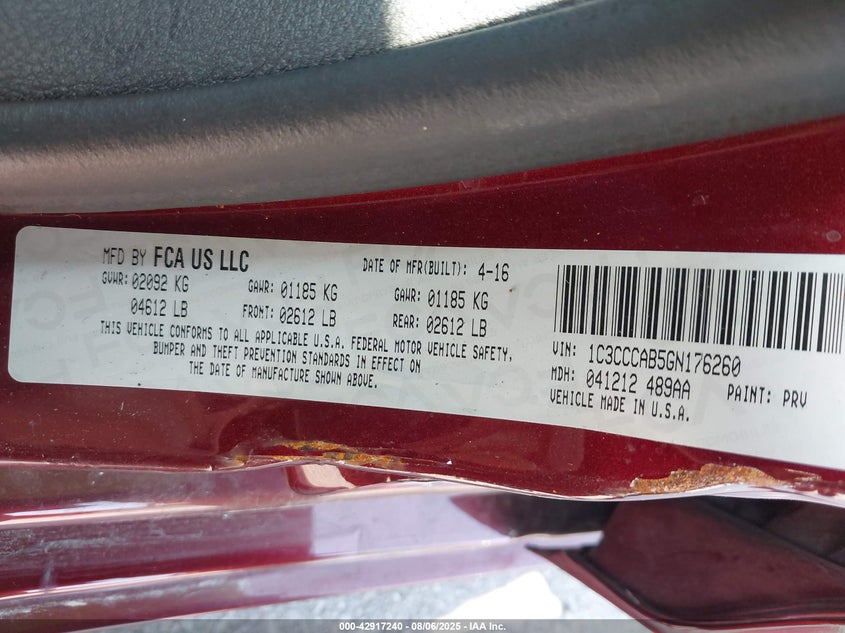 MFD BY FCA US LLC
DATE OF MFR(BUILT): 4-16
GVWR: 02092 KG
04612 LB
GAWR: 01185 KG
FRONT: 02612 LB
GAWR: 01185 KG
REAR: 02612 LB
THIS VEHICLE CONFORMS TO ALL APPLICABLE U.S.A. FEDERAL MOTOR VEHICLE SAFETY,
BUMPER AND THEFT PREVENTION STANDARDS IN EFFECT ON
THE DATE OF MANUFACTURE SHOWN ABOVE.
VIN: 1C3CCCAB5GN176260
MDH: 041212 489AA
PAINT: PRV
VEHICLE MADE IN U.S.A.
000-42917240 - 08/06/2025 - IAA Inc.